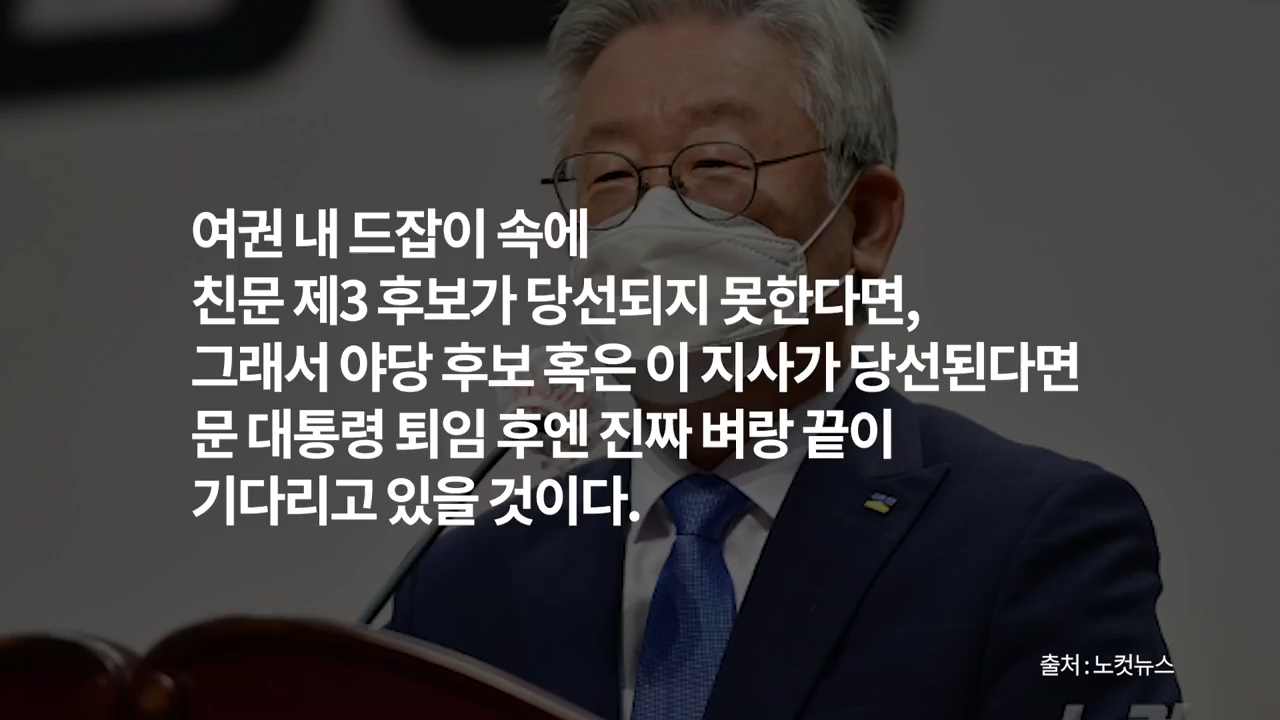 여권 내 드잡이 속에
친문 제3 후보가 당선되지 못한다면,
그래서 야당 후보 혹은 이 지사가 당선된다면
문 대통령 퇴임 후엔 진짜 벼랑 끝이
기다리고 있을 것이다.
출처 : 노컷뉴스